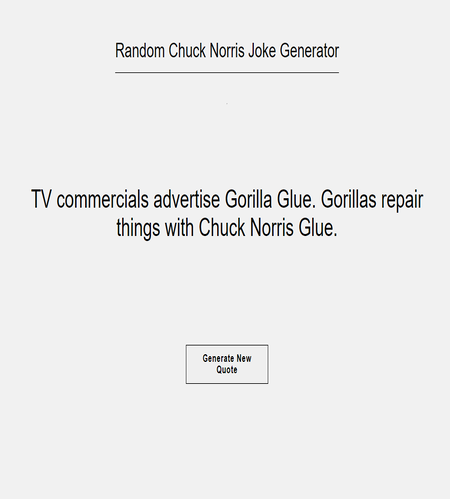 Random Chuck Norris Joke Generator
TV commercials advertise Gorilla Glue. Gorillas repair
things with Chuck Norris Glue.
Generate New
Quote